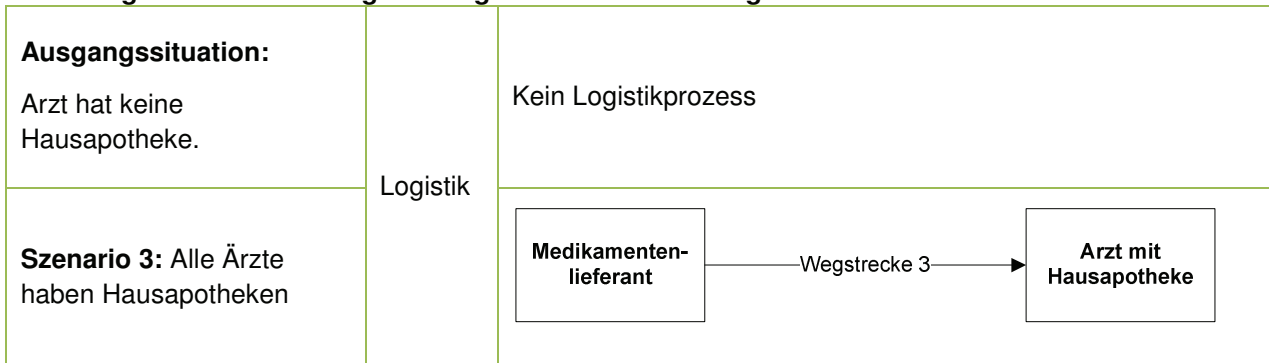 Ausgangssituation:
Arzt hat keine
Hausapotheke.
Logistik
Kein Logistikprozess
Szenario 3: Alle Ärzte
haben Hausapotheken
Medikamenten-
lieferant
Wegstrecke 3
Arzt mit
Hausapotheke